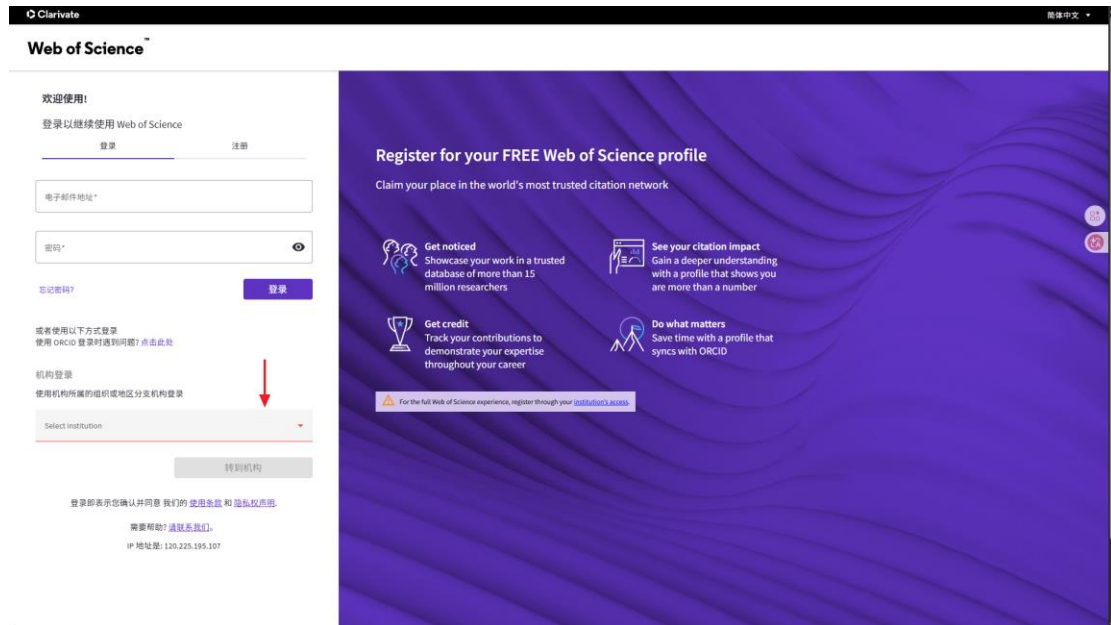 Clarivate
简体中文
Web of Science™
欢迎使用!
登录以继续使用 Web of Science
登录
注册
电子邮件地址*
密码*
忘记密码?
登录
或者使用以下方式登录
使用 ORCID 登录时遇到问题? 点击此处
机构登录
使用机构所属的组织或地区分支机构登录
Select institution
转到机构
登录即表示您确认并同意 我们的 使用条款 和 隐私权声明.
需要帮助? 请联系我们。
IP 地址是: 120.225.195.107
Register for your FREE Web of Science profile
Claim your place in the world's most trusted citation network
Get noticed
Showcase your work in a trusted
database of more than 15
million researchers
See your citation impact
Gain a deeper understanding
with a profile that shows you
are more than a number
Get credit
Track your contributions to
demonstrate your expertise
throughout your career
Do what matters
Save time with a profile that
syncs with ORCID
For the full Web of Science experience, register through your institution's access.